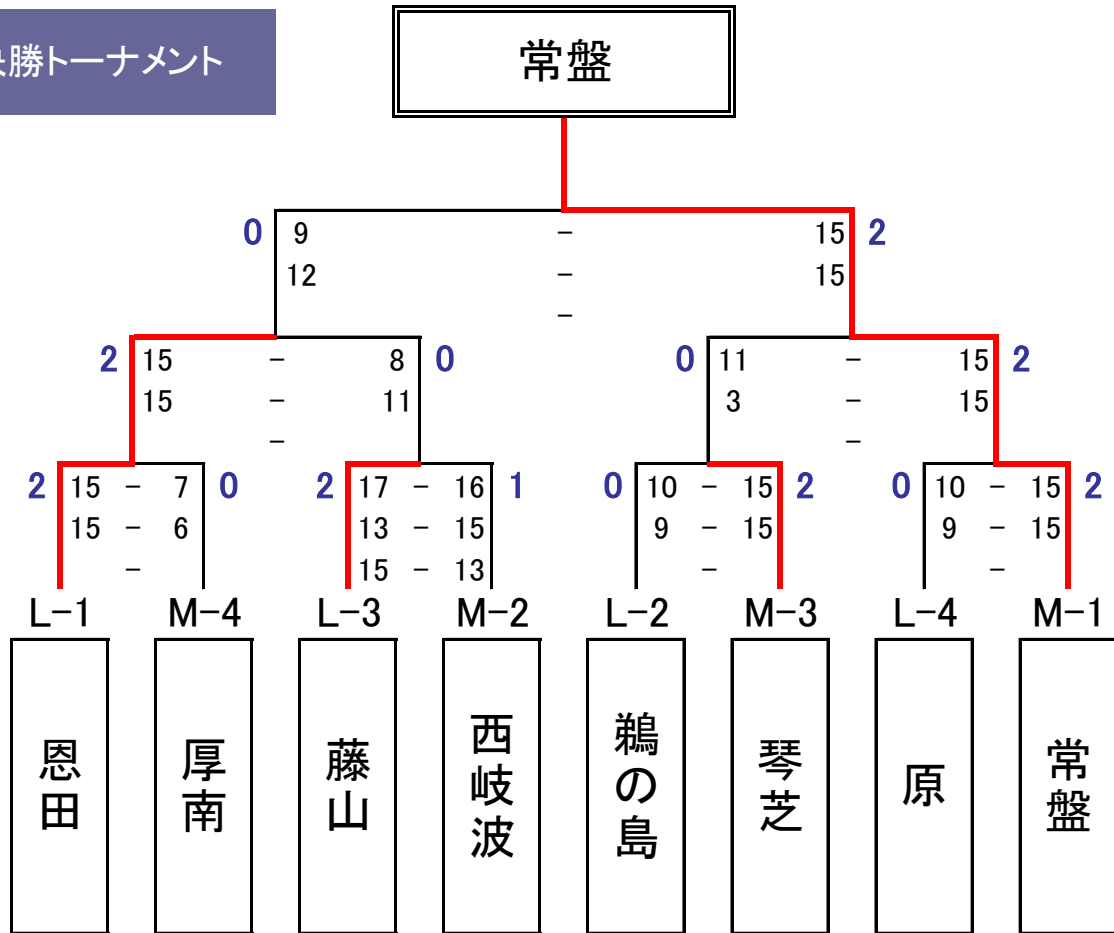 勝トーナメント
常盤
0 9 - 15 2
12 - 15
-
2 15 - 8 0 0 11 - 15 2
15 - 11 3 - 15
- -
2 15 - 7 0 2 17 - 16 1 0 10 - 15 2 0 10 - 15 2
15 - 6 13 - 15 9 - 15 9 - 15
- 15 - 13 - -
L-1 M-4 L-3 M-2 L-2 M-3 L-4 M-1
恩田
厚南
藤山
西岐波
鵜の島
琴芝
原
常盤